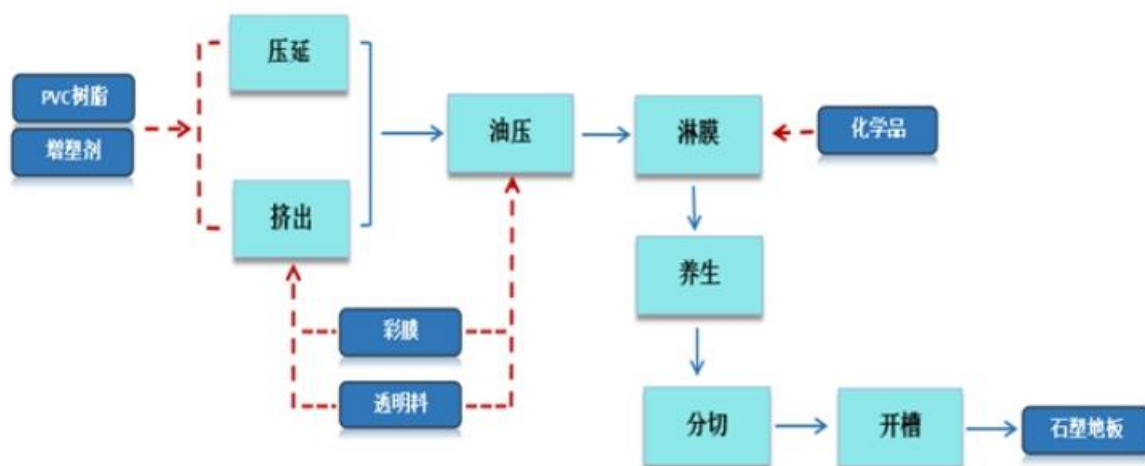 压延
PVC树脂
增塑剂
油压
淋膜
化学品
挤出
养生
彩膜
透明料
分切
开槽
石塑地板